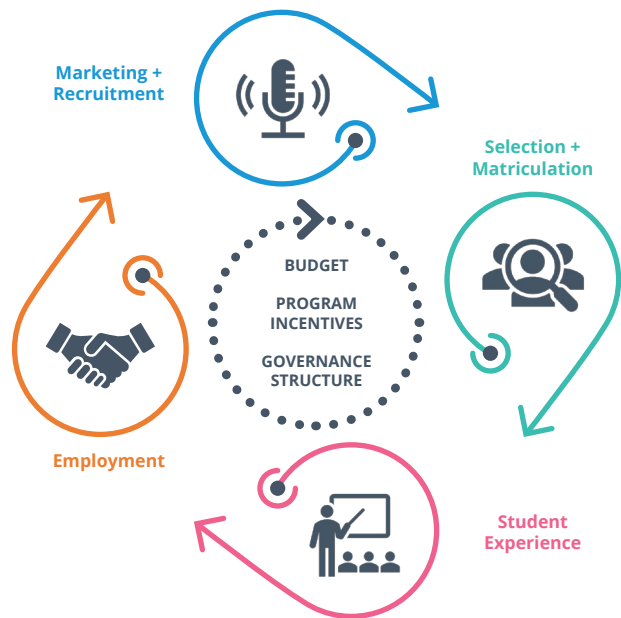 Marketing +
Recruitment
Selection +
Matriculation
BUDGET
PROGRAM
INCENTIVES
GOVERNANCE
STRUCTURE
Employment
Student
Experience